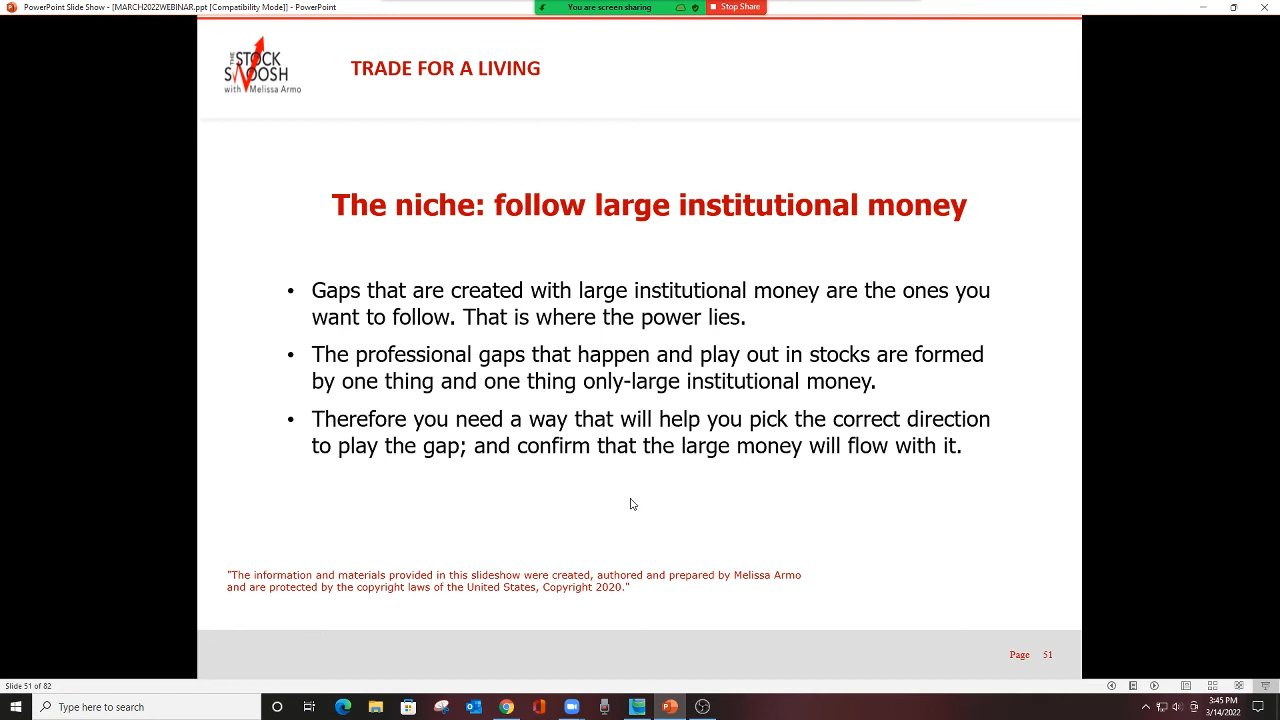 PowerPoint Slide Show - [MARCH2022WEBINAR.ppt [Compatibility Mode]] - PowerPoint
You are screen sharing
Stop Share
THE STOCK
SWOOSH
with Melissa Armo
TRADE FOR A LIVING
The niche: follow large institutional money
• Gaps that are created with large institutional money are the ones you
want to follow. That is where the power lies.
• The professional gaps that happen and play out in stocks are formed
by one thing and one thing only-large institutional money.
• Therefore you need a way that will help you pick the correct direction
to play the gap; and confirm that the large money will flow with it.
"The information and materials provided in this slideshow were created, authored and prepared by Melissa Armo
and are protected by the copyright laws of the United States, Copyright 2020."
Page 51
Slide 51 of 82
Type here to search
3:45 PM
3/14/2022